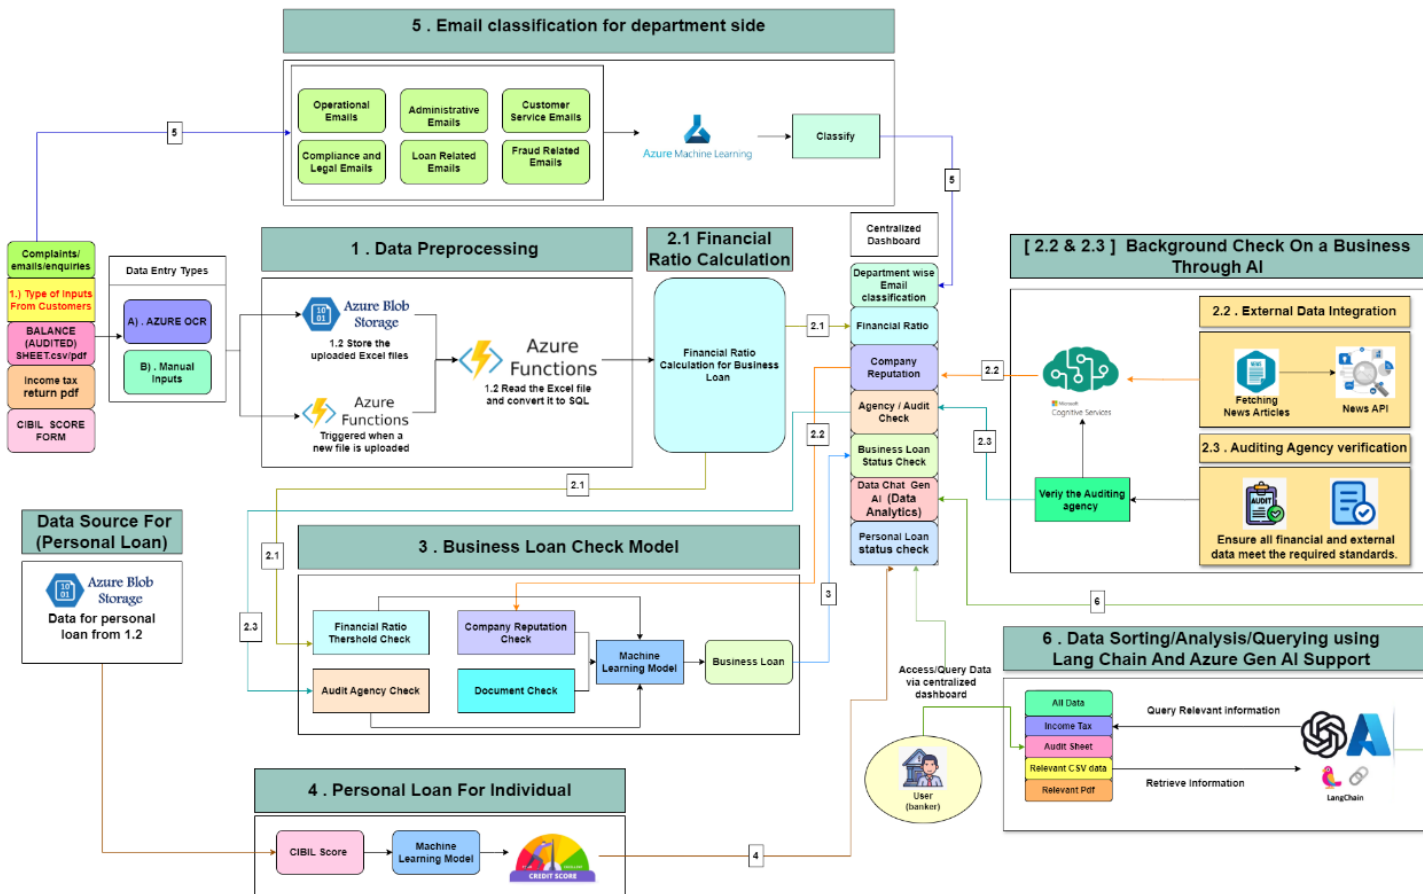 5 . Email classification for department side
Operational
Emails
Administrative
Emails
Customer
Service Emails
Compliance and
Legal Emails
Loan Related
Emails
Fraud Related
Emails
Azure Machine Learning
Classify
5
5
Complaints/
emails/enquiries
1.) Type of Inputs
From Customers
BALANCE
(AUDITED)
SHEET.csv/pdf
Income tax
return pdf
CIBIL SCORE
FORM
Data Entry Types
A) . AZURE OCR
B) . Manual
Inputs
1 . Data Preprocessing
10
01
Azure Blob
Storage
1.2 Store the
uploaded Excel files
Azure
Functions
Triggered when a
new file is uploaded
Azure
Functions
1.2 Read the Excel file
and convert it to SQL
2.1 Financial
Ratio Calculation
Financial Ratio
Calculation for Business
Loan
2.1
2.1
2.1
2.2
2.3
Centralized
Dashboard
Department wise
Email
classification
Financial Ratio
Company
Reputation
Agency / Audit
Check
Business Loan
Status Check
Data Chat Gen
AI (Data
Analytics)
Personal Loan
status check
2.2
2.3
[ 2.2 & 2.3 ] Background Check On a Business
Through AI
Microsoft
Cognitive Services
Veriy the Auditing
agency
2.2 . External Data Integration
NEWS
Fetching
News Articles
News API
2.3 . Auditing Agency verification
AUDIT
Ensure all financial and external
data meet the required standards.
Data Source For
(Personal Loan)
10
01
Azure Blob
Storage
Data for personal
loan from 1.2
3 . Business Loan Check Model
Financial Ratio
Thershold Check
Company Reputation
Check
Audit Agency Check
Document Check
Machine
Learning Model
Business Loan
3
6
Access/Query Data
via centralized
dashboard
User
(banker)
6 . Data Sorting/Analysis/Querying using
Lang Chain And Azure Gen AI Support
All Data
Income Tax
Audit Sheet
Relevant CSV data
Relevant Pdf
Query Relevant information
Retrieve Information
LangChain
4 . Personal Loan For Individual
CIBIL Score
Machine
Learning Model
CREDIT SCORE
4